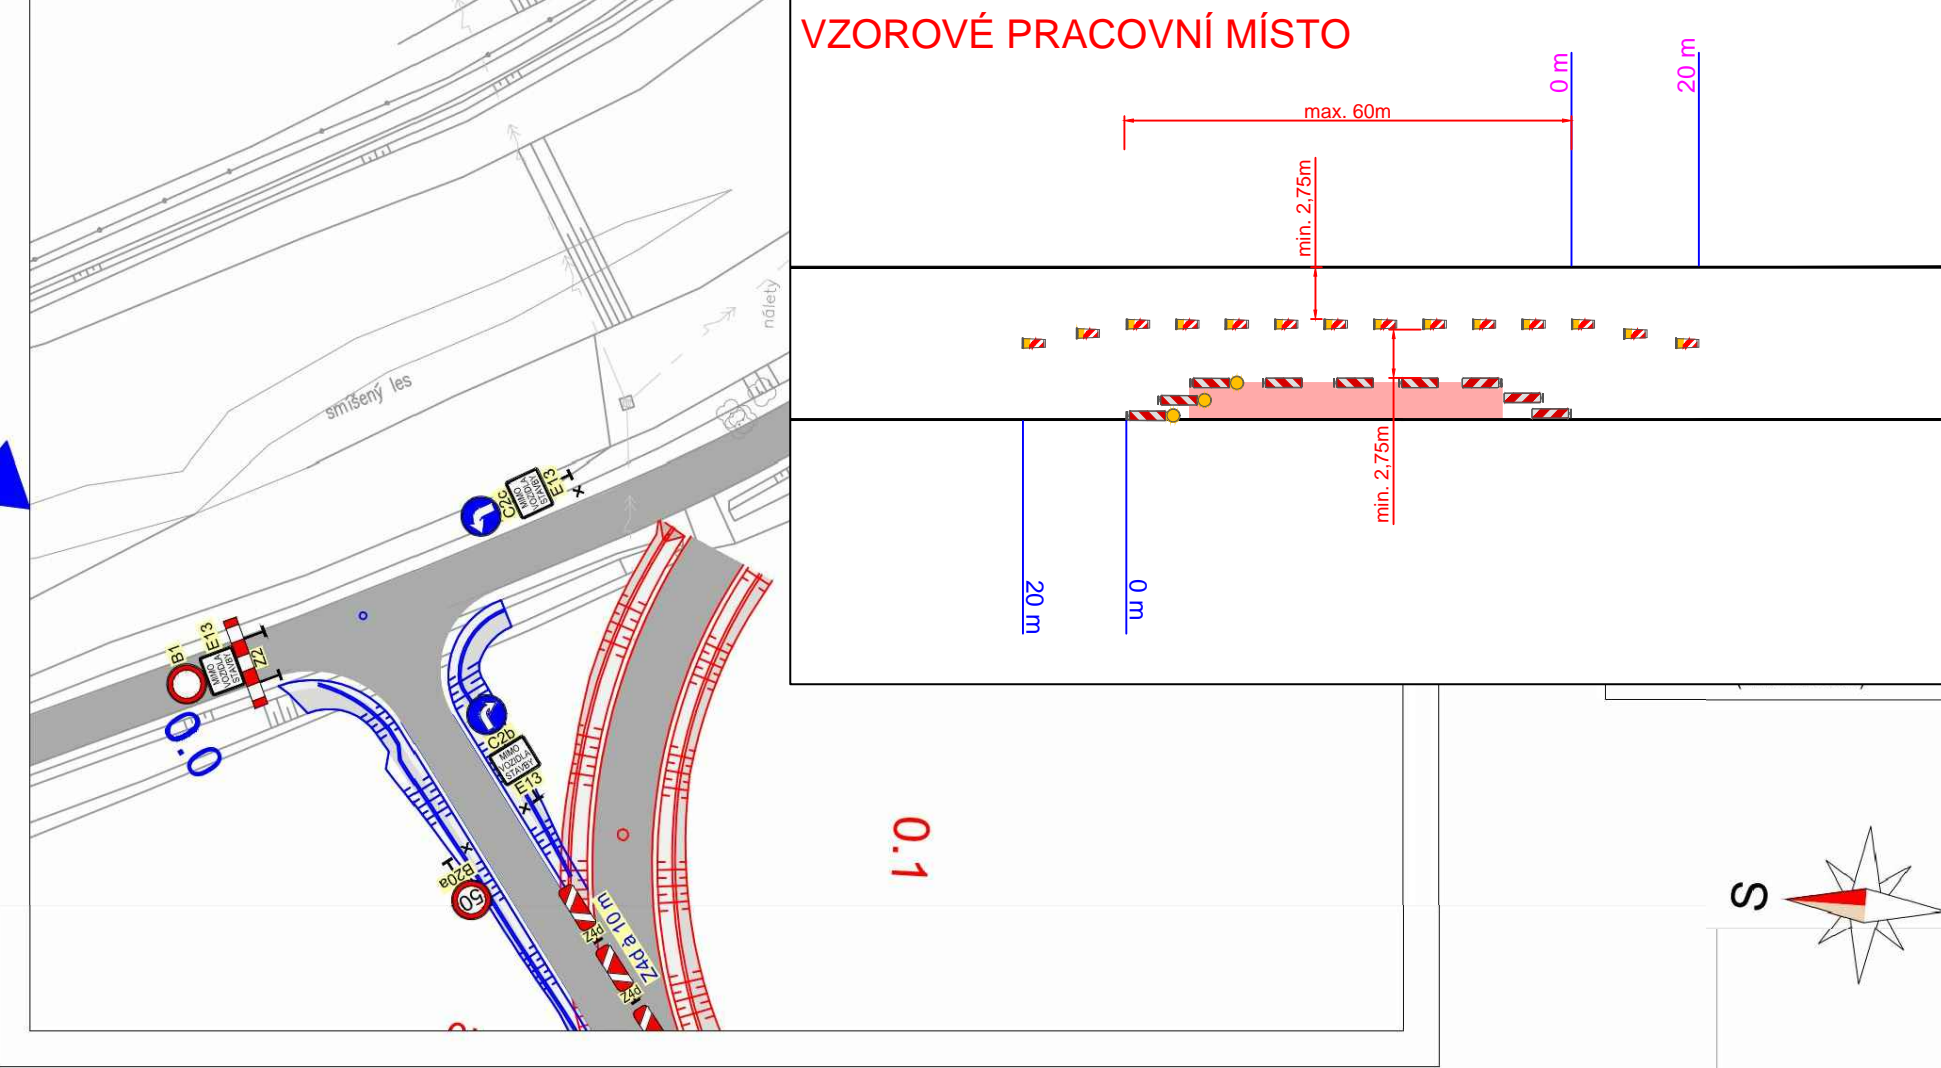 VZOROVÉ PRACOVNÍ MÍSTO
0 m
20 m
max. 60m
min. 2,75m
min. 2,75m
20 m
0 m
nálety
smíšený les
C2c
MIMO
VOZIDLA
STAVBY
E13
B1
E13
MIMO
VOZIDLA
STAVBY
Z2
0.0
C2b
MIMO
VOZIDLA
STAVBY
E13
B20a
50
Z4d
Z4d à 10 m
Z4d
0.1
S